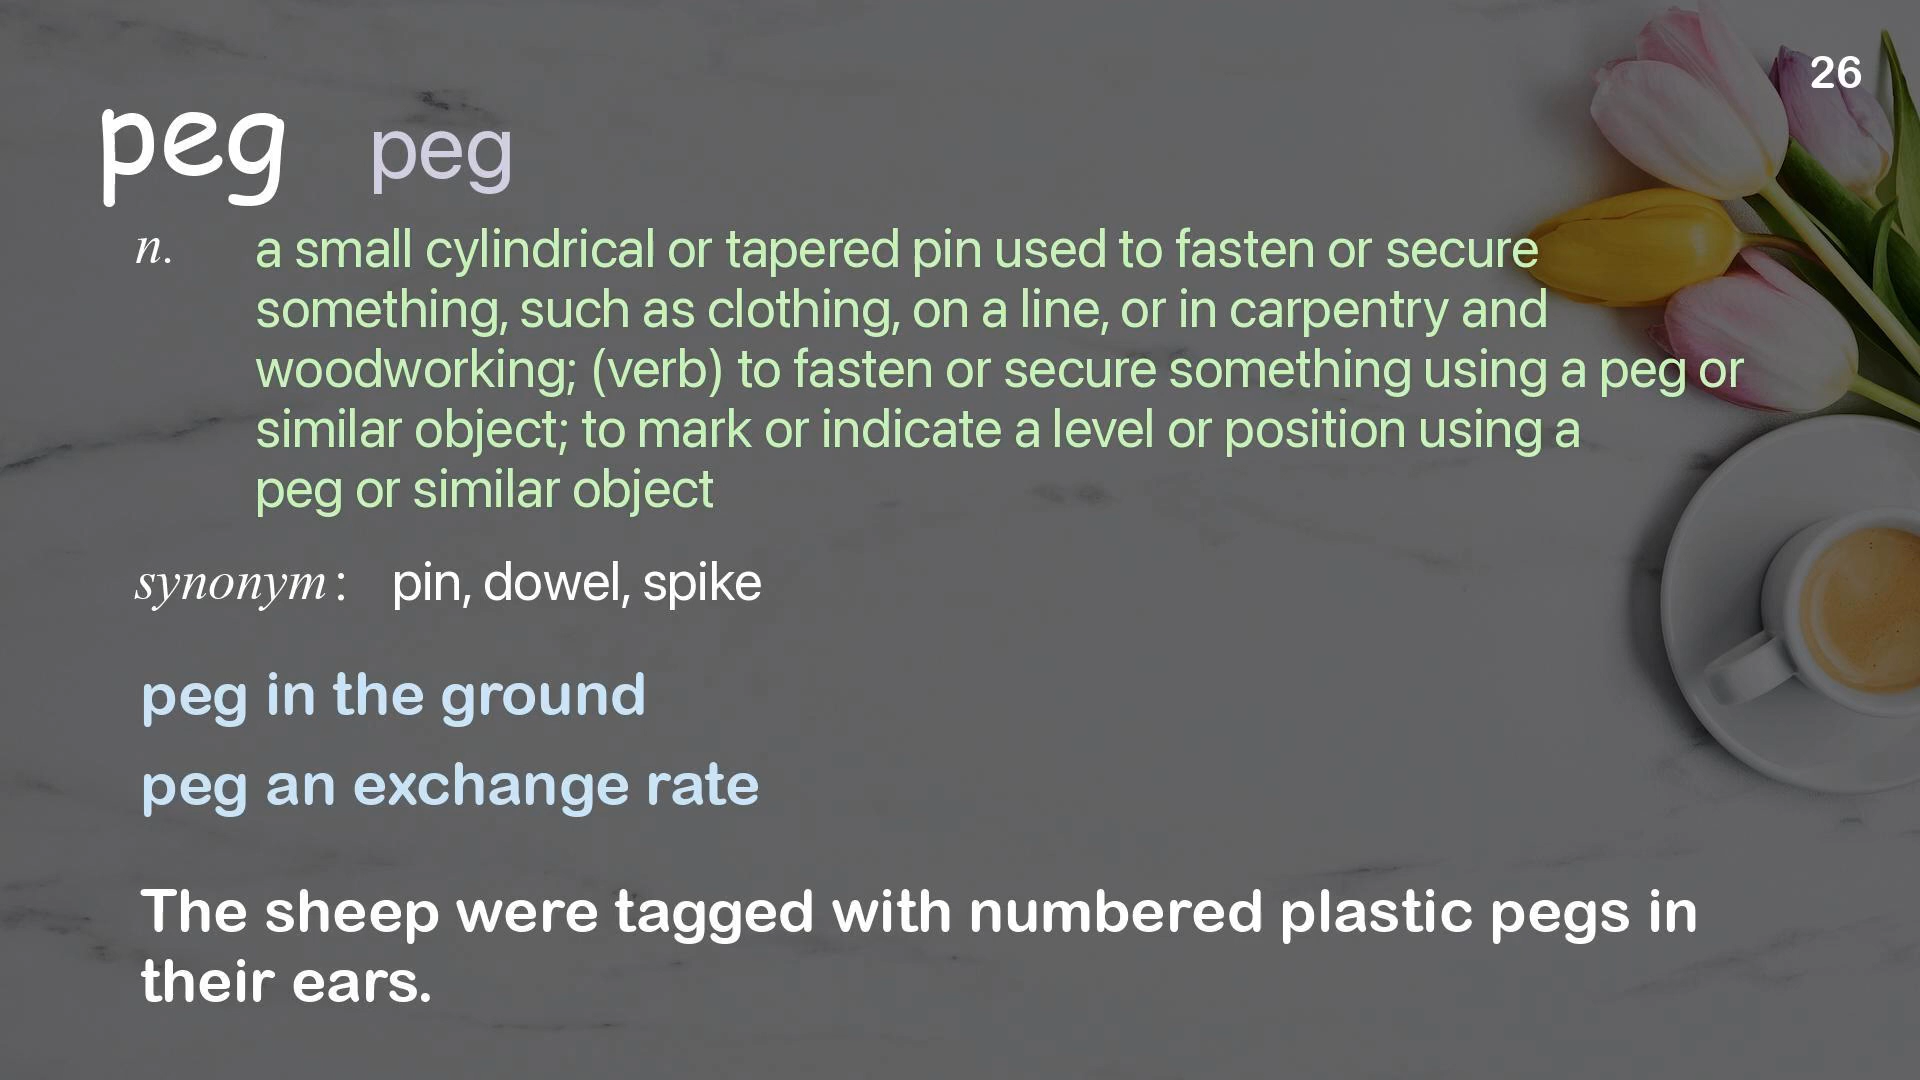 26
peg peg
n. a small cylindrical or tapered pin used to fasten or secure
something, such as clothing, on a line, or in carpentry and
woodworking; (verb) to fasten or secure something using a peg or
similar object; to mark or indicate a level or position using a
peg or similar object
synonym: pin, dowel, spike
peg in the ground
peg an exchange rate
The sheep were tagged with numbered plastic pegs in
their ears.